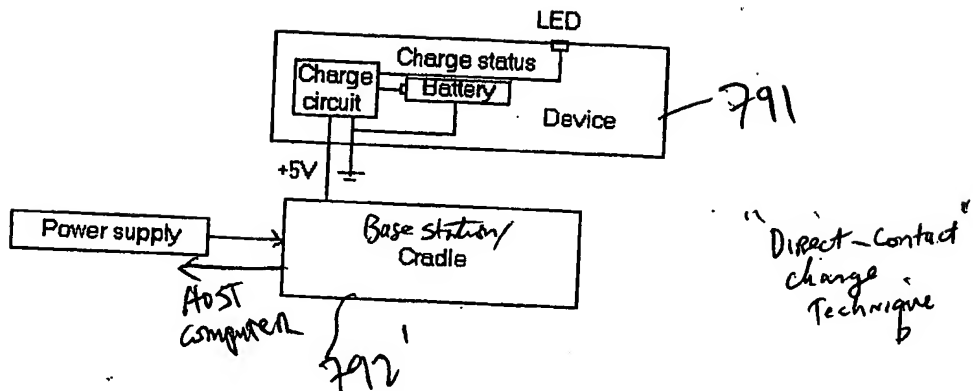 LED
Charge status
Charge
circuit
Battery
Device
791
+5V
Power supply
Base station/
Cradle
HOST
Computer
792'
"Direct-Contact"
Charge
Technique